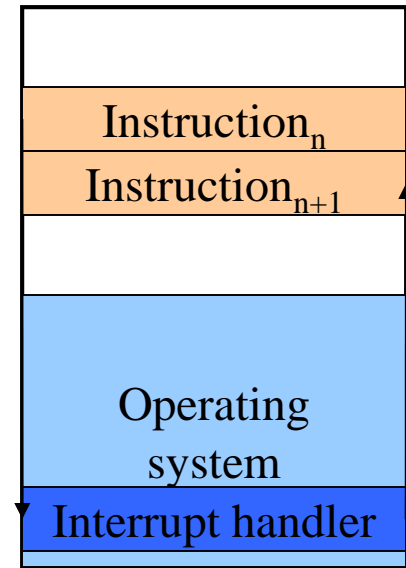 Instructionₙ
Instructionₙ₊₁
Operating
system
Interrupt handler